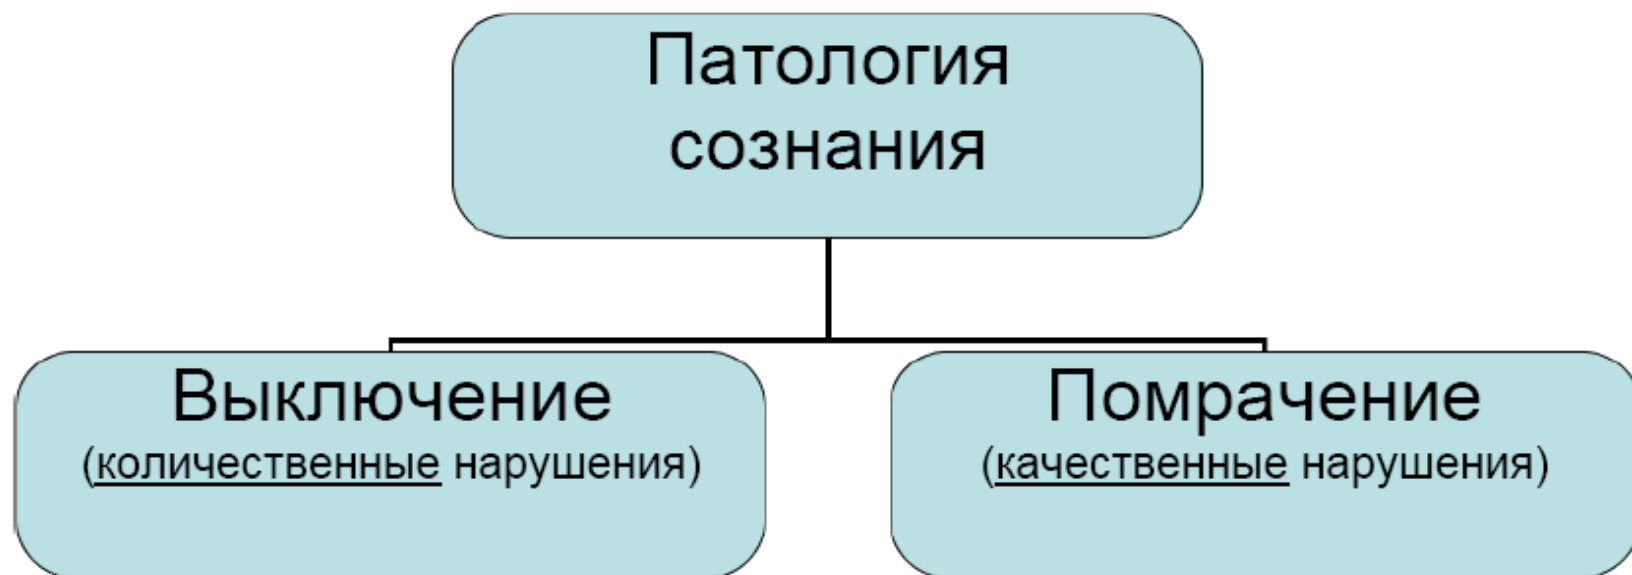 Патология
сознания
Выключение
(количественные нарушения)
Помрачение
(качественные нарушения)